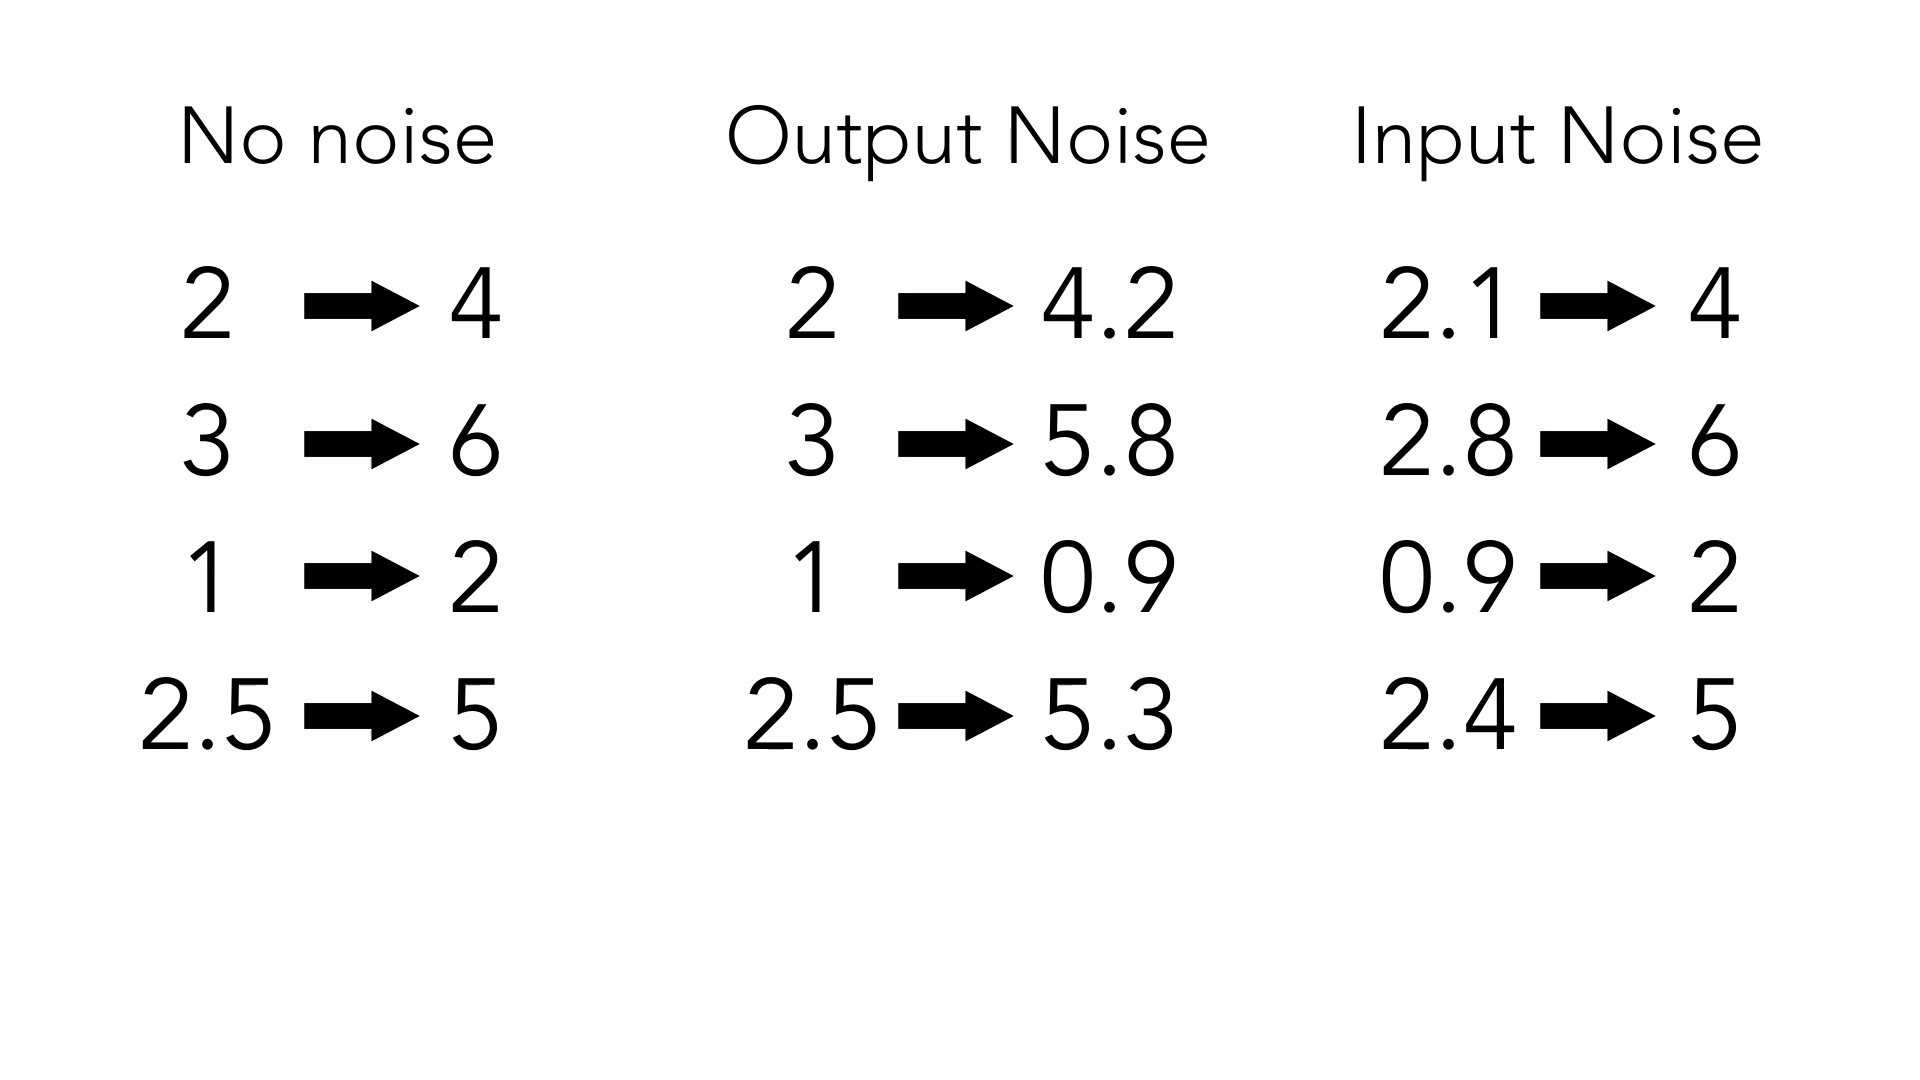 No noise Output Noise Input Noise
2 ➡ 4 2 ➡ 4.2 2.1 ➡ 4
3 ➡ 6 3 ➡ 5.8 2.8 ➡ 6
1 ➡ 2 1 ➡ 0.9 0.9 ➡ 2
2.5 ➡ 5 2.5 ➡ 5.3 2.4 ➡ 5